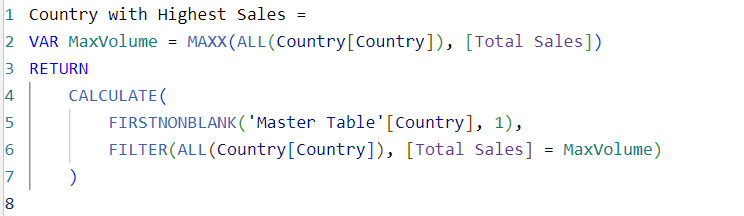 1 Country with Highest Sales =
2 VAR MaxVolume = MAXX(ALL(Country[Country]), [Total Sales])
3 RETURN
4 CALCULATE(
5 FIRSTNONBLANK('Master Table'[Country], 1),
6 FILTER(ALL(Country[Country]), [Total Sales] = MaxVolume)
7 )
8